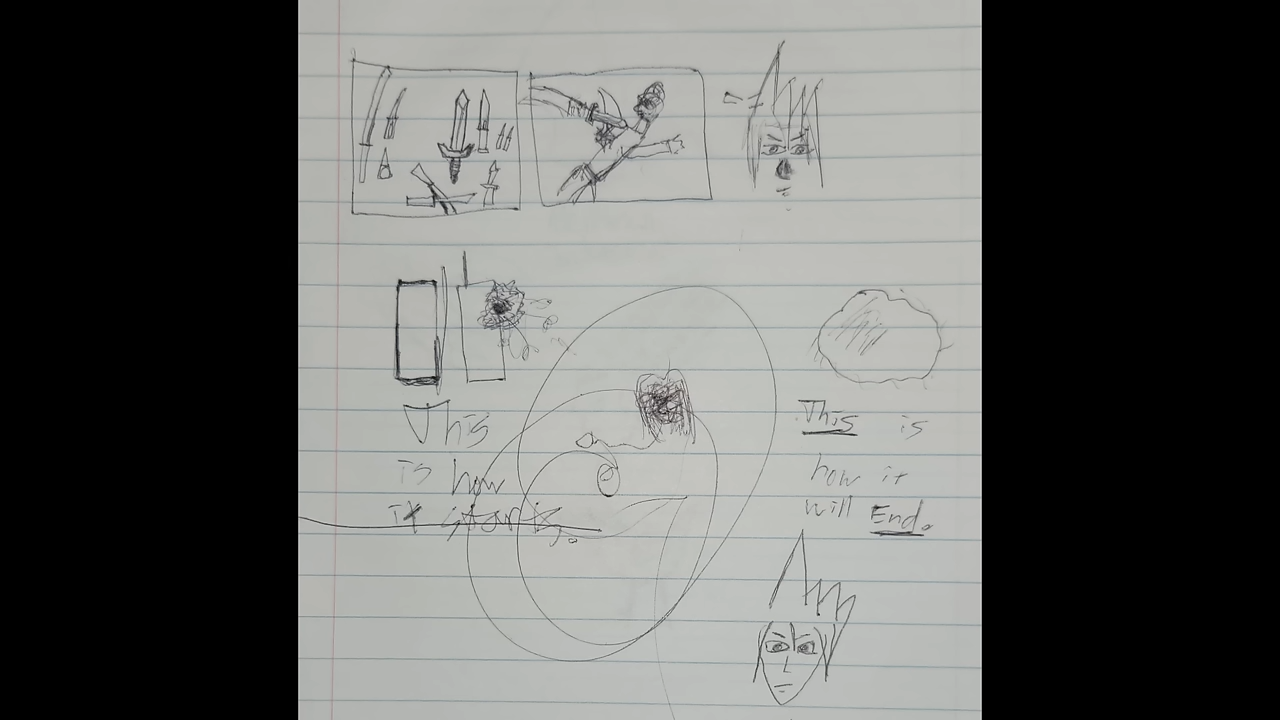 This
is how
it starts.
This is
how it
will End.